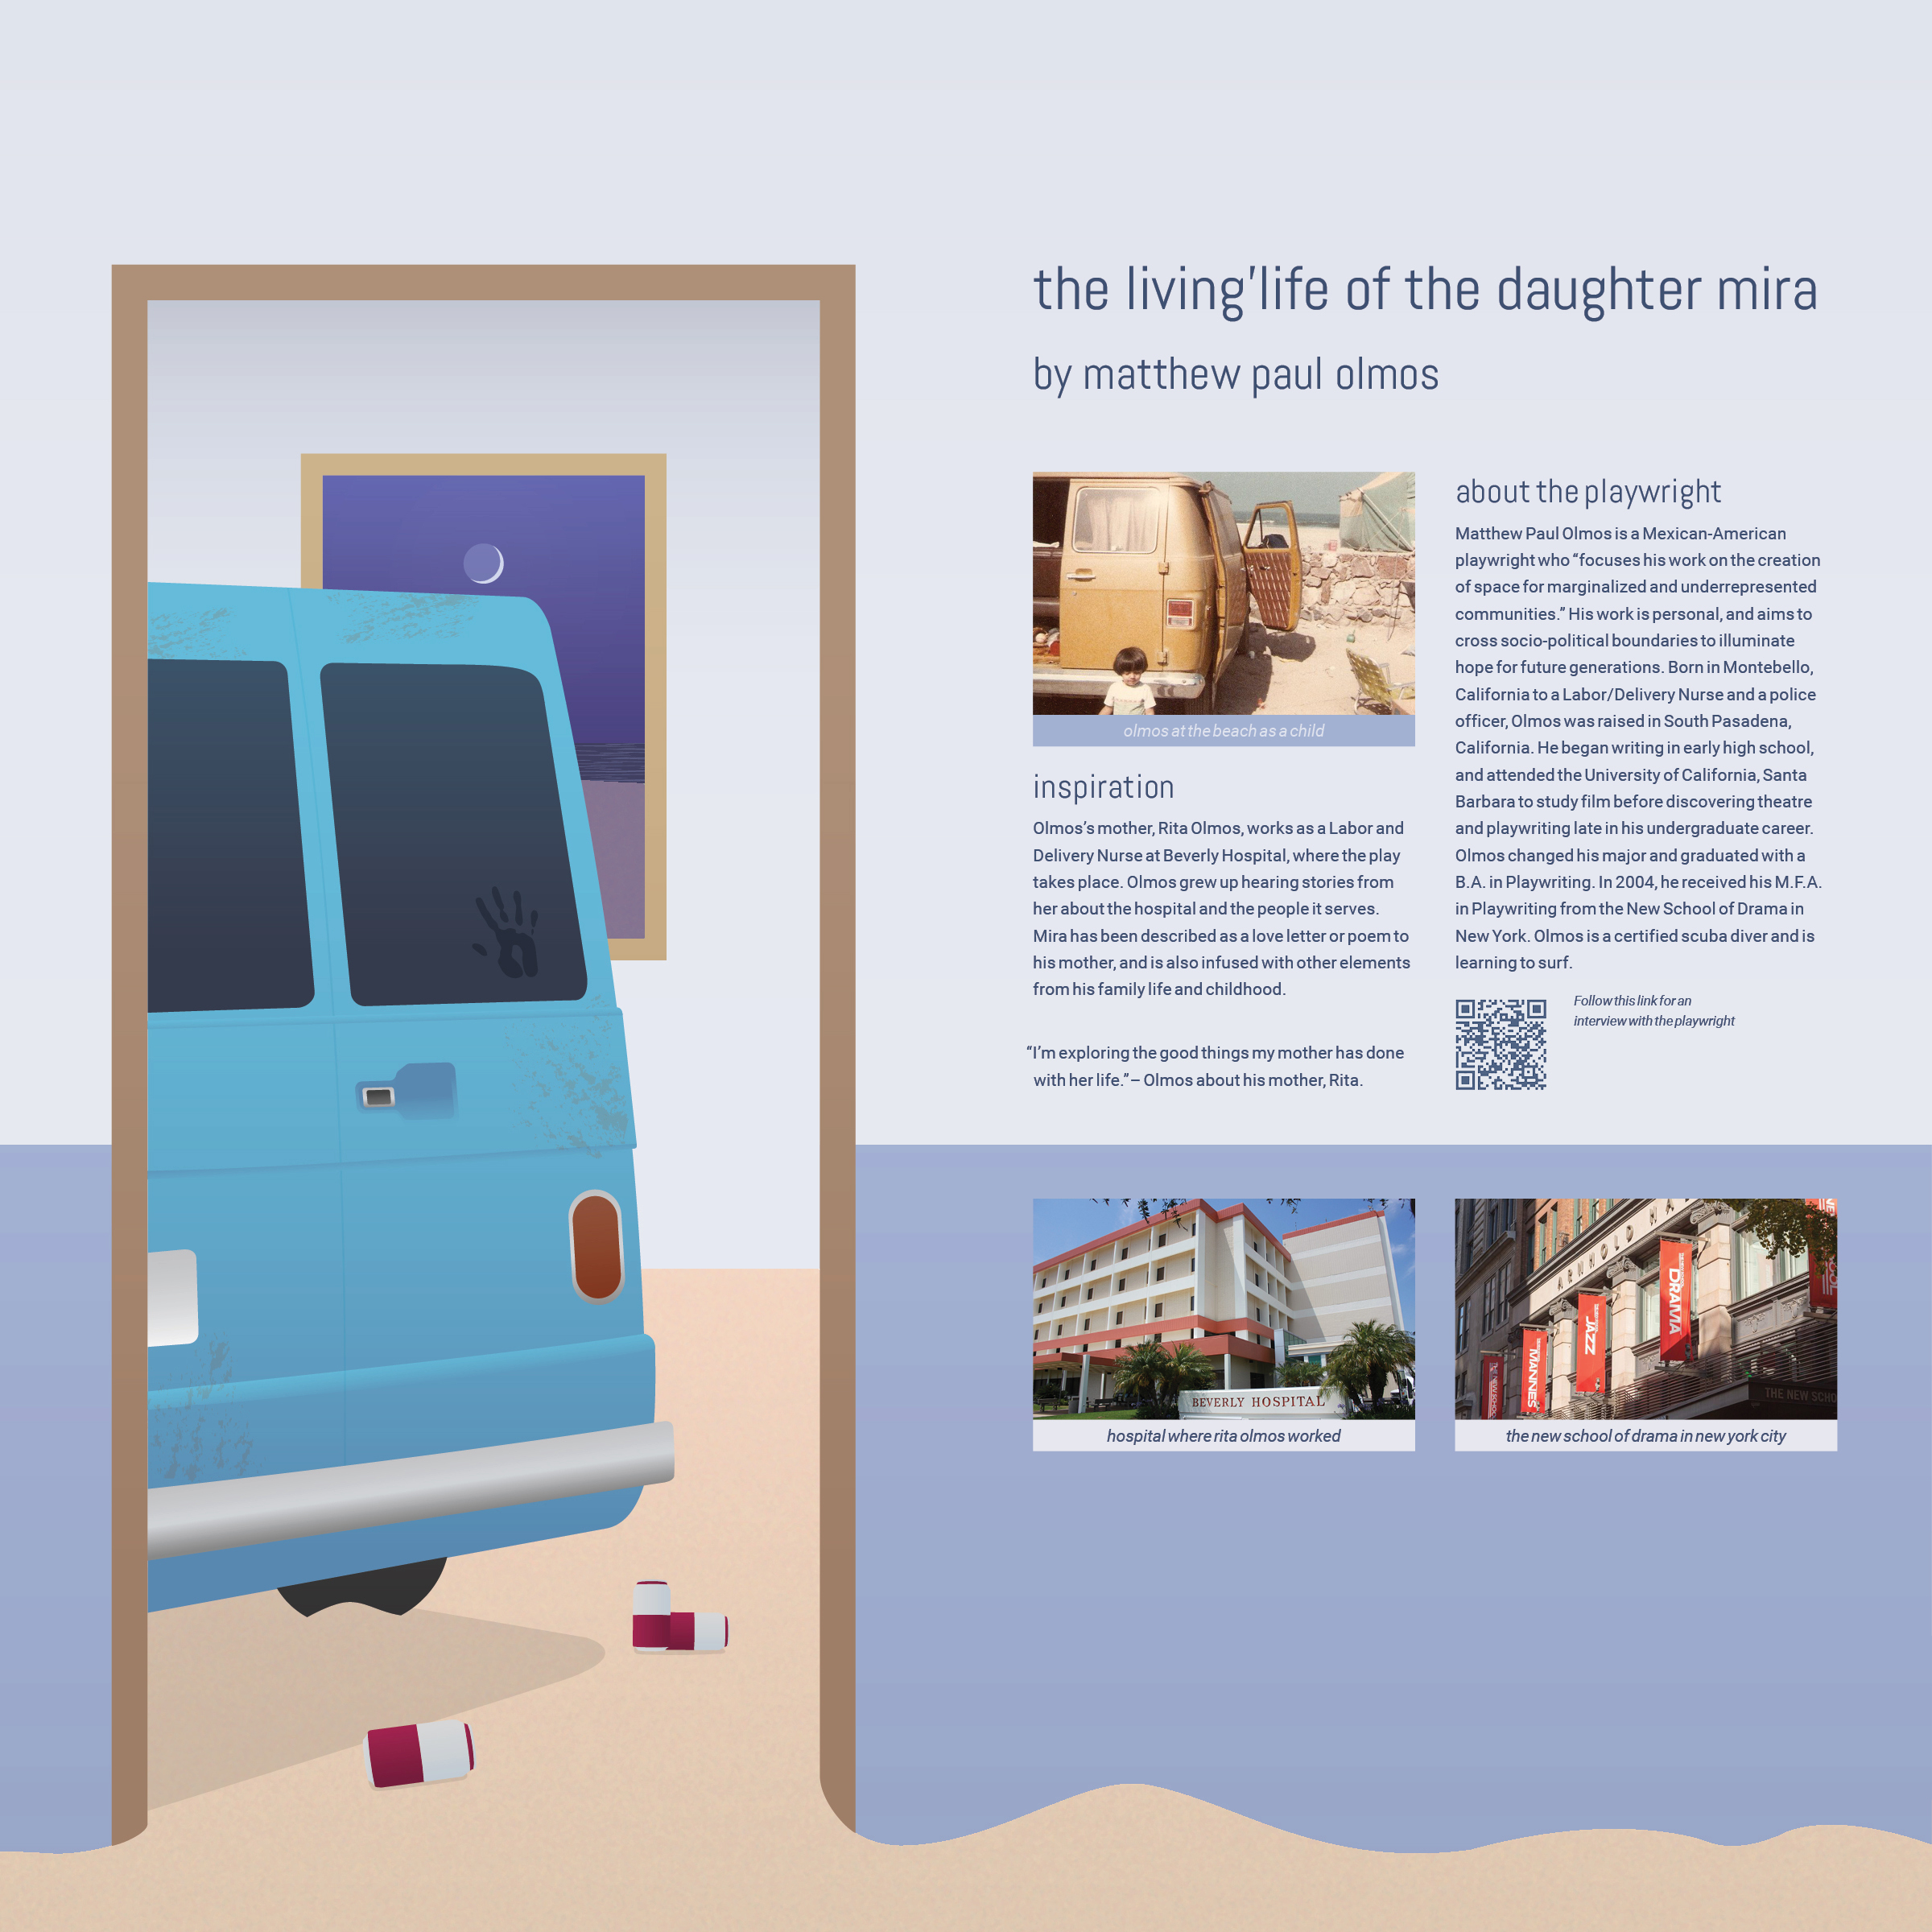 the living'life of the daughter mira
by matthew paul olmos
olmos at the beach as a child
inspiration
Olmos's mother, Rita Olmos, works as a Labor and
Delivery Nurse at Beverly Hospital, where the play
takes place. Olmos grew up hearing stories from
her about the hospital and the people it serves.
Mira has been described as a love letter or poem to
his mother, and is also infused with other elements
from his family life and childhood.
“I'm exploring the good things my mother has done
with her life.” – Olmos about his mother, Rita.
about the playwright
Matthew Paul Olmos is a Mexican-American
playwright who “focuses his work on the creation
of space for marginalized and underrepresented
communities.” His work is personal, and aims to
cross socio-political boundaries to illuminate
hope for future generations. Born in Montebello,
California to a Labor/Delivery Nurse and a police
officer, Olmos was raised in South Pasadena,
California. He began writing in early high school,
and attended the University of California, Santa
Barbara to study film before discovering theatre
and playwriting late in his undergraduate career.
Olmos changed his major and graduated with a
B.A. in Playwriting. In 2004, he received his M.F.A.
in Playwriting from the New School of Drama in
New York. Olmos is a certified scuba diver and is
learning to surf.
Follow this link for an
interview with the playwright
BEVERLY HOSPITAL
hospital where rita olmos worked
ARNHOLD HA
DRAMA
JAZZ
MANNES
THE NEW SCHO
the new school of drama in new york city